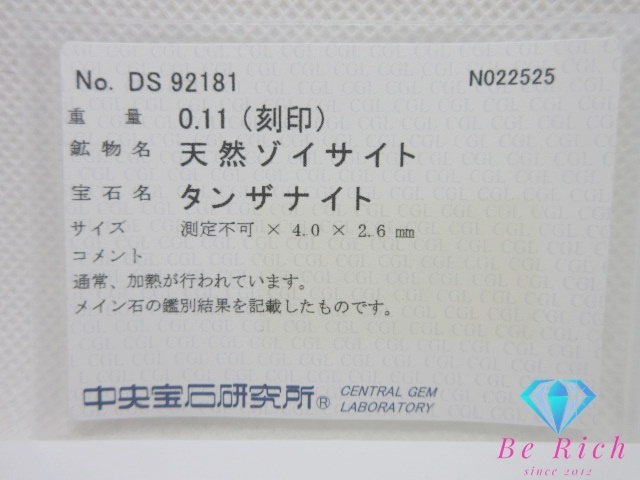 No. DS 92181 N022525
重量 0.11 (刻印)
鉱物名 天然ゾイサイト
宝石名 タンザナイト
サイズ 測定不可 × 4.0 × 2.6 mm
コメント
通常、加熱が行われています。
メイン石の鑑別結果を記載したものです。
中央宝石研究所® CENTRAL GEM
LABORATORY
Be Rich
since 2012